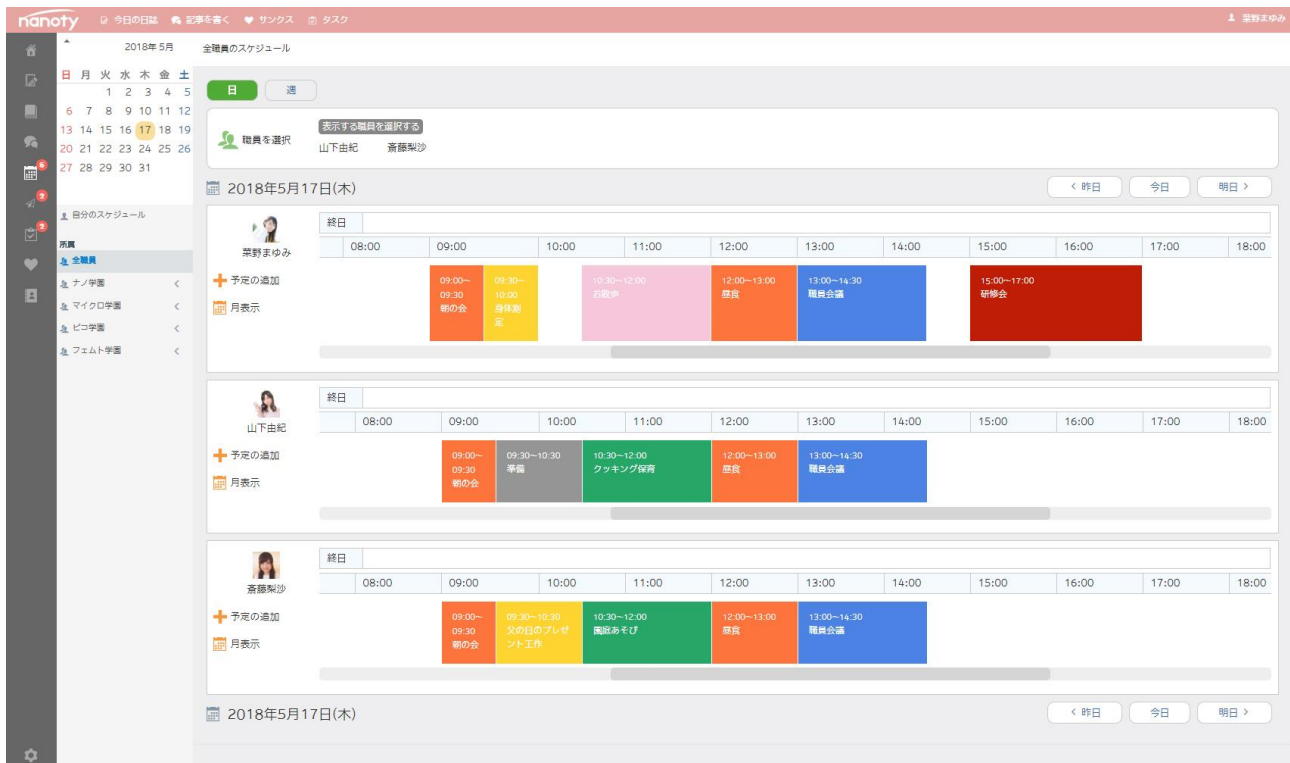 nanoty 今日の日誌 記事を書く サンクス タスク 菜野まゆみ
2018年 5月
日 月 火 水 木 金 土
1 2 3 4 5
6 7 8 9 10 11 12
13 14 15 16 17 18 19
20 21 22 23 24 25 26
27 28 29 30 31
6
2
2
自分のスケジュール
所属
全職員
ナノ学園
マイクロ学園
ピコ学園
フェムト学園
全職員のスケジュール
日 週
職員を選択
表示する職員を選択する
山下由紀 斎藤梨沙
2018年5月17日(木) 昨日 今日 明日
菜野まゆみ
予定の追加
月表示
終日
08:00 09:00 10:00 11:00 12:00 13:00 14:00 15:00 16:00 17:00 18:00
09:00~
09:30
朝の会
09:30~
10:00
身体測
定
10:30~12:00
お散歩
12:00~13:00
昼食
13:00~14:30
職員会議
15:00~17:00
研修会
山下由紀
予定の追加
月表示
終日
08:00 09:00 10:00 11:00 12:00 13:00 14:00 15:00 16:00 17:00 18:00
09:00~
09:30
朝の会
09:30~10:30
準備
10:30~12:00
クッキング保育
12:00~13:00
昼食
13:00~14:30
職員会議
斎藤梨沙
予定の追加
月表示
終日
08:00 09:00 10:00 11:00 12:00 13:00 14:00 15:00 16:00 17:00 18:00
09:00~
09:30
朝の会
09:30~10:30
父の日のプレゼ
ント工作
10:30~12:00
園庭あそび
12:00~13:00
昼食
13:00~14:30
職員会議
2018年5月17日(木) 昨日 今日 明日